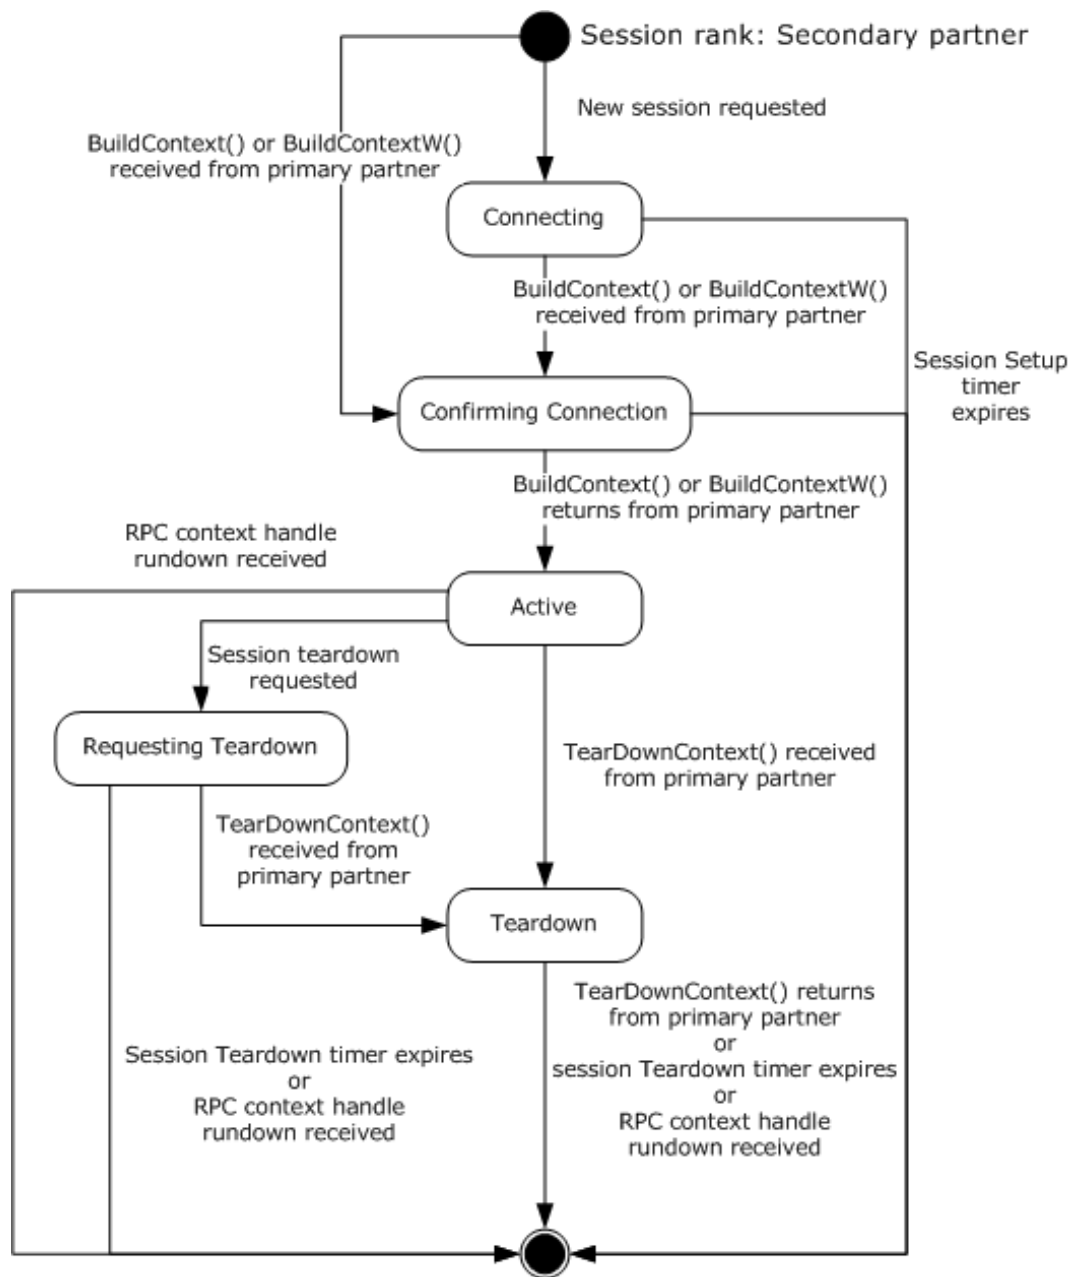 Session rank: Secondary partner
New session requested
BuildContext() or BuildContextW()
received from primary partner
Connecting
BuildContext() or BuildContextW()
received from primary partner
Session Setup
timer
expires
Confirming Connection
BuildContext() or BuildContextW()
returns from primary partner
RPC context handle
rundown received
Active
Session teardown
requested
Requesting Teardown
TearDownContext() received
from primary partner
TearDownContext()
received from
primary partner
Teardown
TearDownContext() returns
from primary partner
or
session Teardown timer expires
or
RPC context handle
rundown received
Session Teardown timer expires
or
RPC context handle
rundown received